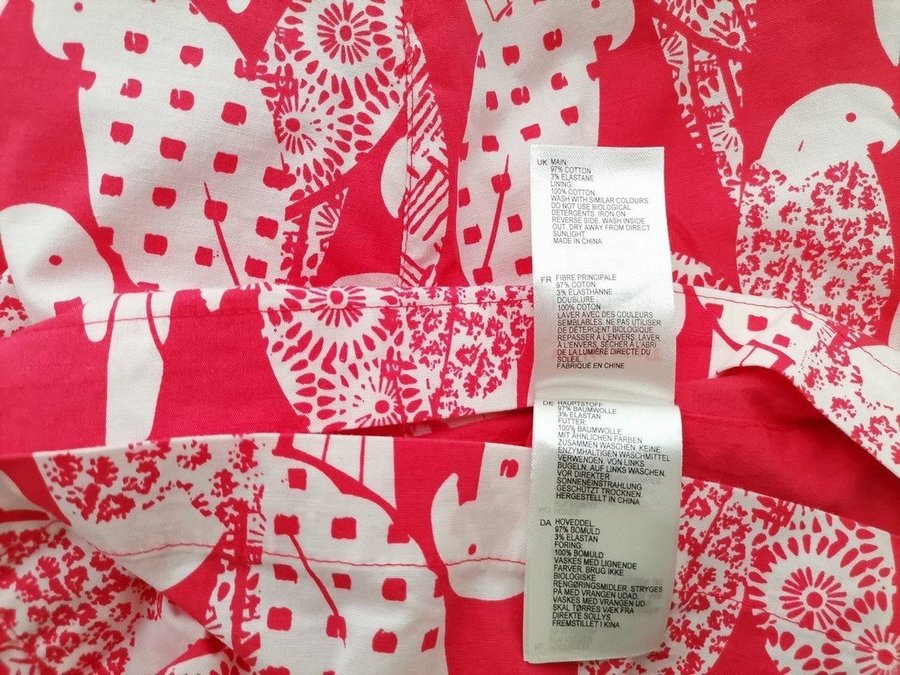 UK MAIN:
97% COTTON
3% ELASTANE
LINING:
100% COTTON
WASH WITH SIMILAR COLOURS.
DO NOT USE BIOLOGICAL
DETERGENTS. IRON ON
REVERSE SIDE. WASH INSIDE
OUT. DRY AWAY FROM DIRECT
SUNLIGHT.
MADE IN CHINA
FR FIBRE PRINCIPALE
97% COTTON
3% ÉLASTHANNE
DOUBLURE :
100% COTTON
LAVER AVEC DES COULEURS
SEMBLABLES. NE PAS UTILISER
DE DÉTERGENT BIOLOGIQUE.
REPASSER À L'ENVERS. LAVER
À L'ENVERS, SÉCHER À L'ABRI
DE LA LUMIÈRE DIRECTE DU
SOLEIL.
FABRIQUÉ EN CHINE
DE HAUPTSTOFF:
97% BAUMWOLLE
3% ELASTAN
FUTTER:
100% BAUMWOLLE
MIT ÄHNLICHEN FARBEN
ZUSAMMEN WASCHEN. KEINE
ENZYMHALTIGEN WASCHMITTEL
VERWENDEN. VON LINKS
BÜGELN. AUF LINKS WASCHEN.
VOR DIREKTER
SONNENEINSTRAHLUNG
GESCHÜTZT TROCKNEN.
HERGESTELLT IN CHINA
DA HOVEDDEL:
97% BOMULD
3% ELASTAN
FORING:
100% BOMULD
VASKES MED LIGNENDE
FARVER. BRUG IKKE
BIOLOGISKE
RENGØRINGSMIDLER. STRYGES
PÅ MED VRANGEN UDAD.
VASKES MED VRANGEN UD.
SKAL TØRRES VÆK FRA
DIREKTE SOLLYS.
FREMSTILLET I KINA